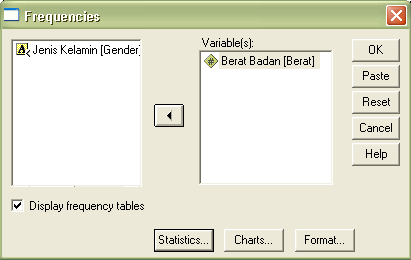 Frequencies
Jenis Kelamin [Gender]
Variable(s):
Berat Badan [Berat]
OK
Paste
Reset
Cancel
Help
Display frequency tables
Statistics...
Charts...
Format...